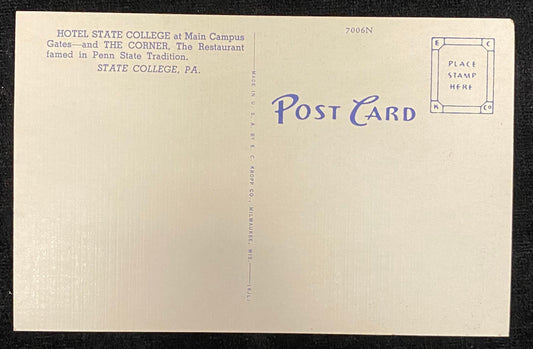 HOTEL STATE COLLEGE at Main Campus
Gates—and THE CORNER, The Restaurant
famed in Penn State Tradition.
STATE COLLEGE, PA.
MADE IN U. S. A. BY E. C. KROPP CO., MILWAUKEE, WIS.
7006N
POST CARD
E C
PLACE
STAMP
HERE
K CO